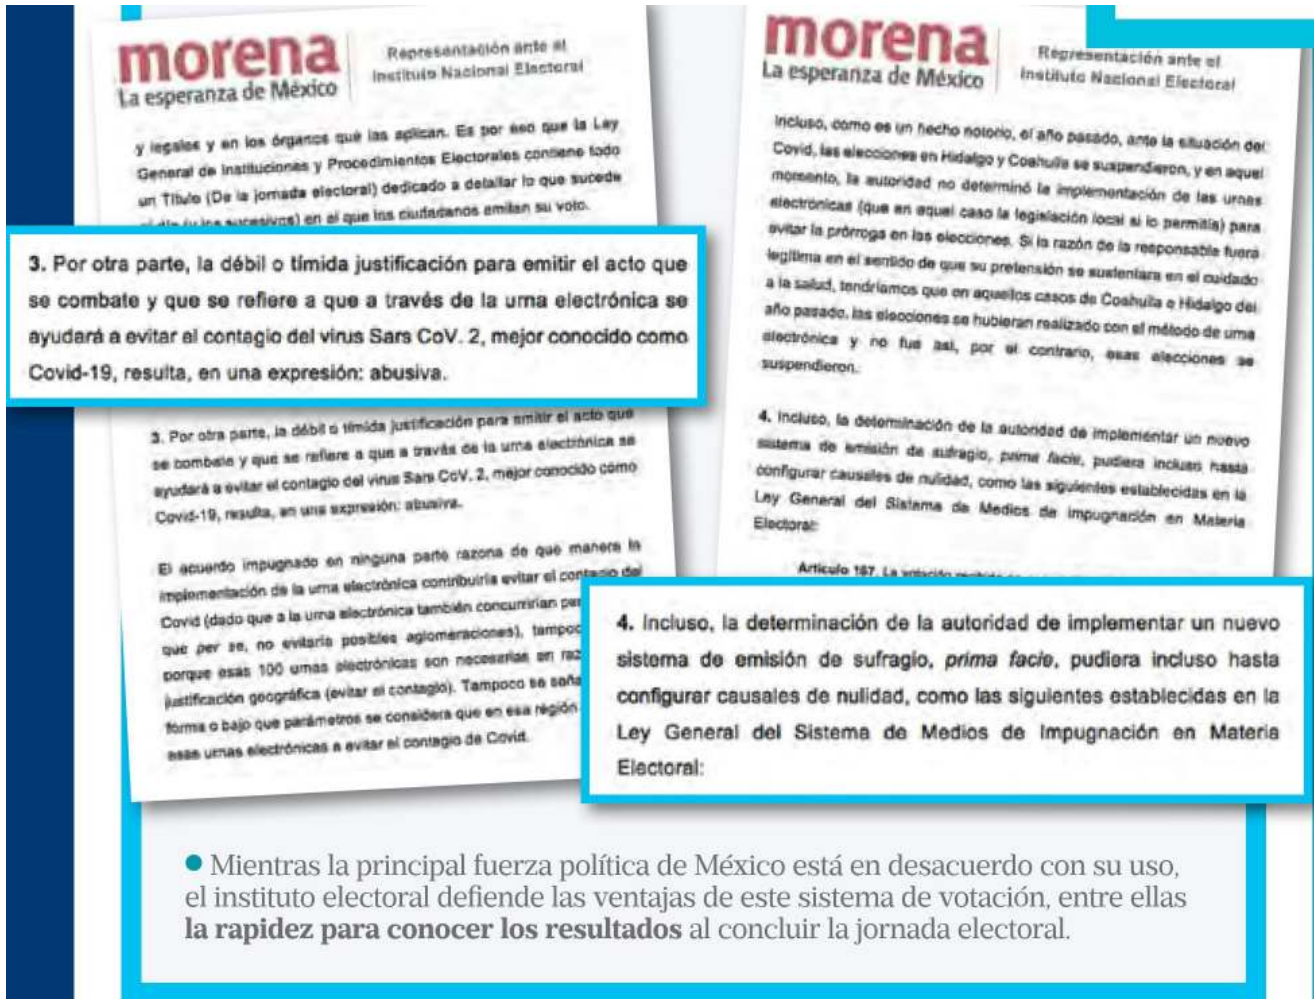 morena
La esperanza de México
Representación ante el
Instituto Nacional Electoral
y legales y en los órganos que las aplican. Es por eso que la Ley
General de Instituciones y Procedimientos Electorales contiene todo
un Título (De la jornada electoral) dedicado a detallar lo que sucede
el día (y los sucesivos) en el que los ciudadanos emiten su voto.
3. Por otra parte, la débil o tímida justificación para emitir el acto que
se combate y que se refiere a que a través de la urna electrónica se
ayudará a evitar el contagio del virus Sars CoV. 2, mejor conocido como
Covid-19, resulta, en una expresión: abusiva.
3. Por otra parte, la débil o tímida justificación para emitir el acto que
se combate y que se refiere a que a través de la urna electrónica se
ayudará a evitar el contagio del virus Sars CoV. 2, mejor conocido como
Covid-19, resulta, en una expresión: abusiva.
El acuerdo impugnado en ninguna parte razona de que manera la
implementación de la urna electrónica contribuiría evitar el contagio del
Covid (dado que a la urna electrónica también concurrirían
que per se, no evitaría posibles aglomeraciones),
porque esas 100 urnas electrónicas son necesarias en
justificación geográfica (evitar el contagio). Tampoco se
forma o bajo que parámetros se considera que en esa región
esas urnas electrónicas a evitar el contagio de Covid.
morena
La esperanza de México
Representación ante el
Instituto Nacional Electoral
Incluso, como es un hecho notorio, el año pasado, ante la situación del
Covid, las elecciones en Hidalgo y Coahuila se suspendieron, y en aquel
momento, la autoridad no determinó la implementación de las urnas
electrónicas (que en aquel caso la legislación local si lo permitía) para
evitar la prórroga en las elecciones. Si la razón de la responsable fuera
legítima en el sentido de que su pretensión se sustentara en el cuidado
a la salud, tendríamos que en aquellos casos de Coahuila e Hidalgo del
año pasado, las elecciones se hubieran realizado con el método de urna
electrónica y no fue así, por el contrario, esas elecciones se
suspendieron.
4. Incluso, la determinación de la autoridad de implementar un nuevo
sistema de emisión de sufragio, prima facie, pudiera incluso hasta
configurar causales de nulidad, como las siguientes establecidas en la
Ley General del Sistema de Medios de Impugnación en Materia
Electoral:
Artículo 187. La votación recibida
4. Incluso, la determinación de la autoridad de implementar un nuevo
sistema de emisión de sufragio, prima facie, pudiera incluso hasta
configurar causales de nulidad, como las siguientes establecidas en la
Ley General del Sistema de Medios de Impugnación en Materia
Electoral:
● Mientras la principal fuerza política de México está en desacuerdo con su uso,
el instituto electoral defiende las ventajas de este sistema de votación, entre ellas
la rapidez para conocer los resultados al concluir la jornada electoral.